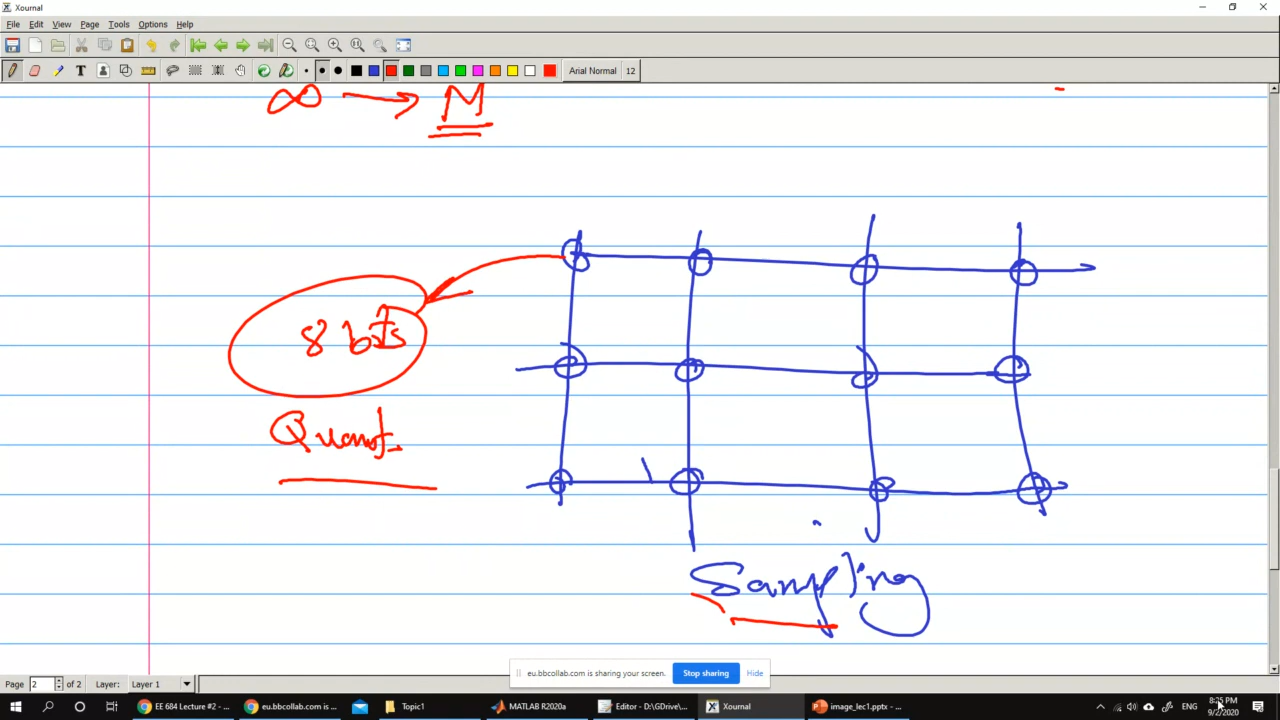 Xournal
File Edit View Page Tools Options Help
Arial Normal 12
∞ → M
8 bits
Quant.
Sampling
eu.bbcollab.com is sharing your screen. Stop sharing Hide
Page 2 of 2 Layer: Layer 1
EE 684 Lecture #2 - ... eu.bbcollab.com is ... Topic1 MATLAB R2020a Editor - D:\GDrive\... Xournal image_lec1.pptx - ... ENG 8:25 PM
9/2/2020